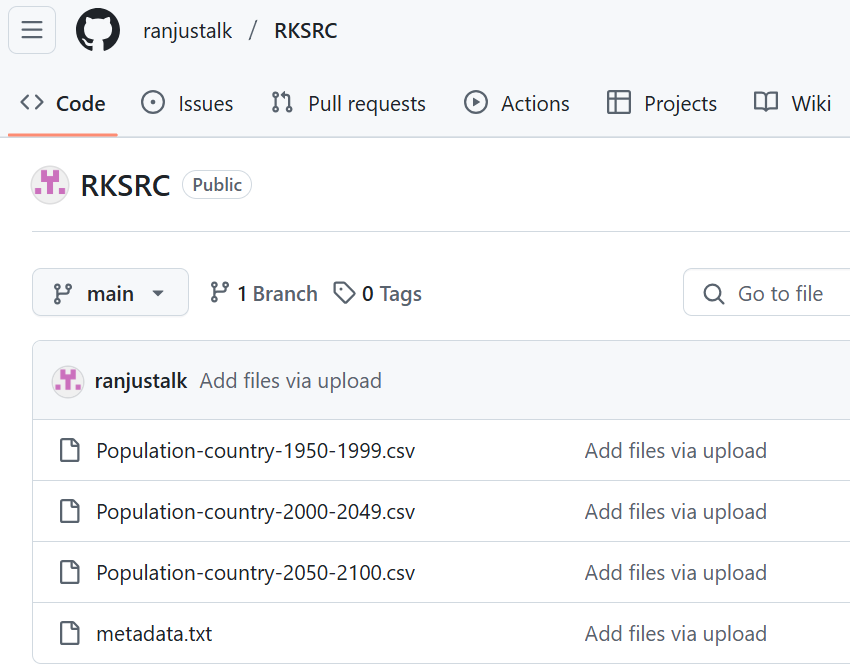 ranjustalk / RKSRC
Code Issues Pull requests Actions Projects Wiki
RKSRC Public
main 1 Branch 0 Tags Go to file
ranjustalk Add files via upload
Population-country-1950-1999.csv Add files via upload
Population-country-2000-2049.csv Add files via upload
Population-country-2050-2100.csv Add files via upload
metadata.txt Add files via upload